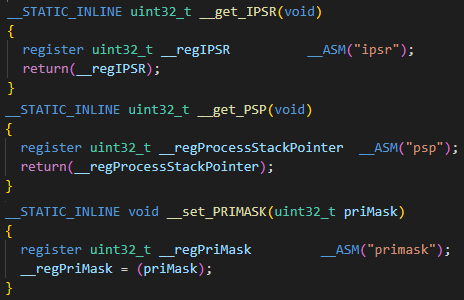 __STATIC_INLINE uint32_t __get_IPSR(void)
{
  register uint32_t __regIPSR          __ASM("ipsr");
  return(__regIPSR);
}
__STATIC_INLINE uint32_t __get_PSP(void)
{
  register uint32_t __regProcessStackPointer  __ASM("psp");
  return(__regProcessStackPointer);
}
__STATIC_INLINE void __set_PRIMASK(uint32_t priMask)
{
  register uint32_t __regPriMask         __ASM("primask");
  __regPriMask = (priMask);
}